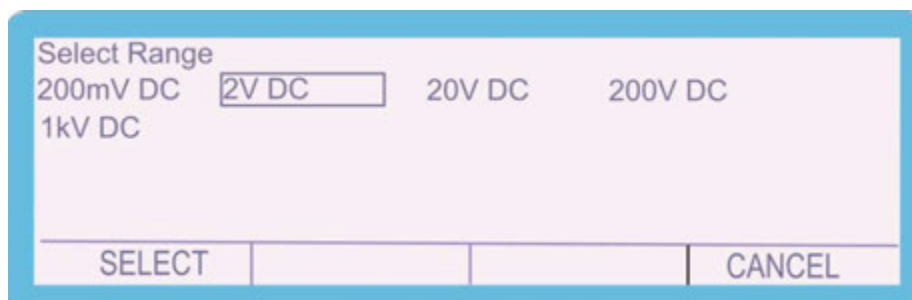 Select Range
200mV DC 2V DC 20V DC 200V DC
1kV DC
SELECT CANCEL